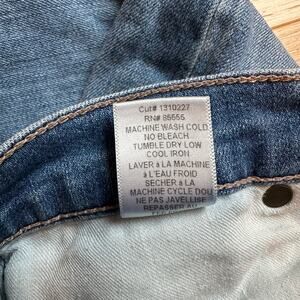 Cut# 1310227
RN# 85555
MACHINE WASH COLD
NO BLEACH
TUMBLE DRY LOW
COOL IRON
LAVER à LA MACHINE
à L'EAU FROID
SECHER à LA
MACHINE CYCLE DOU
NE PAS JAVELLISE
REPASSER AU